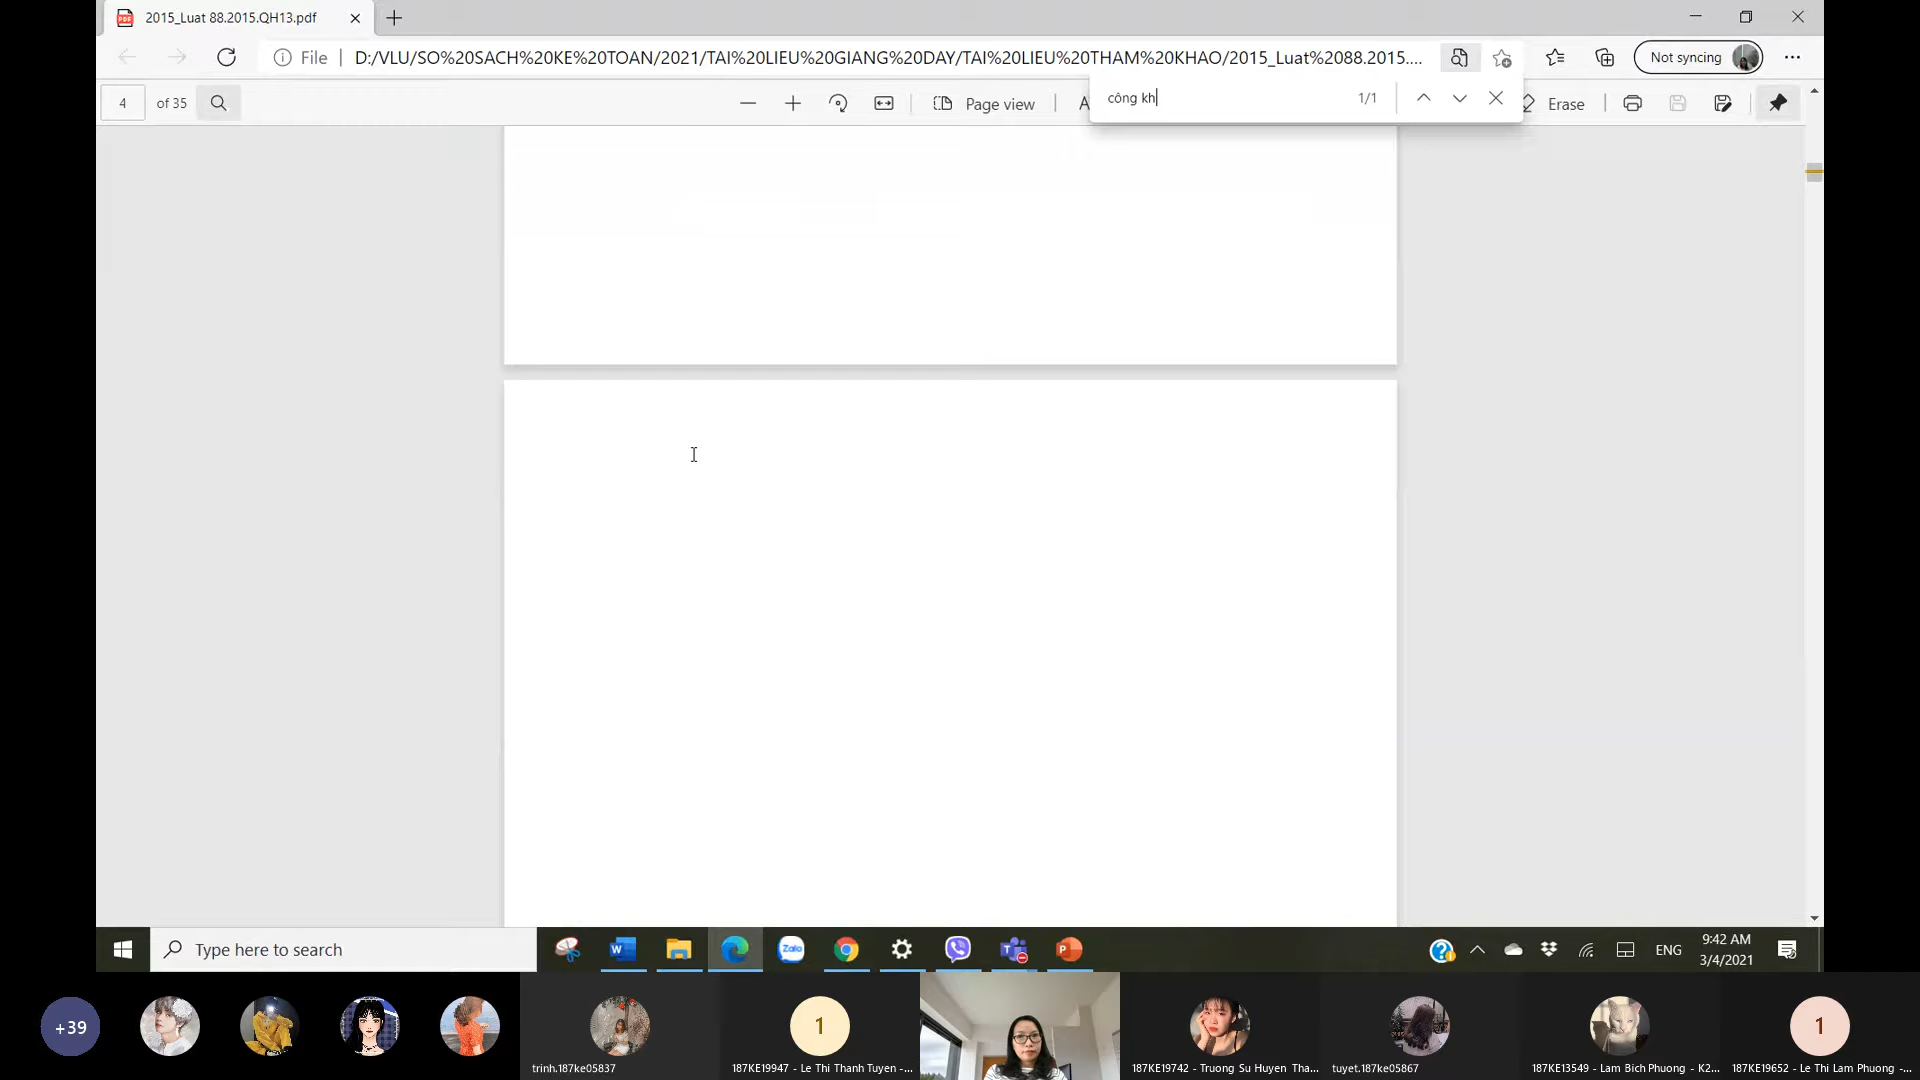 2015_Luat 88.2015.QH13.pdf
File
D:/VLU/SO%20SACH%20KE%20TOAN/2021/TAI%20LIEU%20GIANG%20DAY/TAI%20LIEU%20THAM%20KHAO/2015_Luat%2088.2015....
Not syncing
4 of 35
Page view
A
công kh
1/1
Erase
Type here to search
Zalo
ENG
9:42 AM
3/4/2021
+39
1
1
trinh.187ke05837
187KE19947 - Le Thi Thanh Tuyen -...
187KE19742 - Truong Su Huyen Tha...
tuyet.187ke05867
187KE13549 - Lam Bich Phuong - K2...
187KE19652 - Le Thi Lam Phuong -...